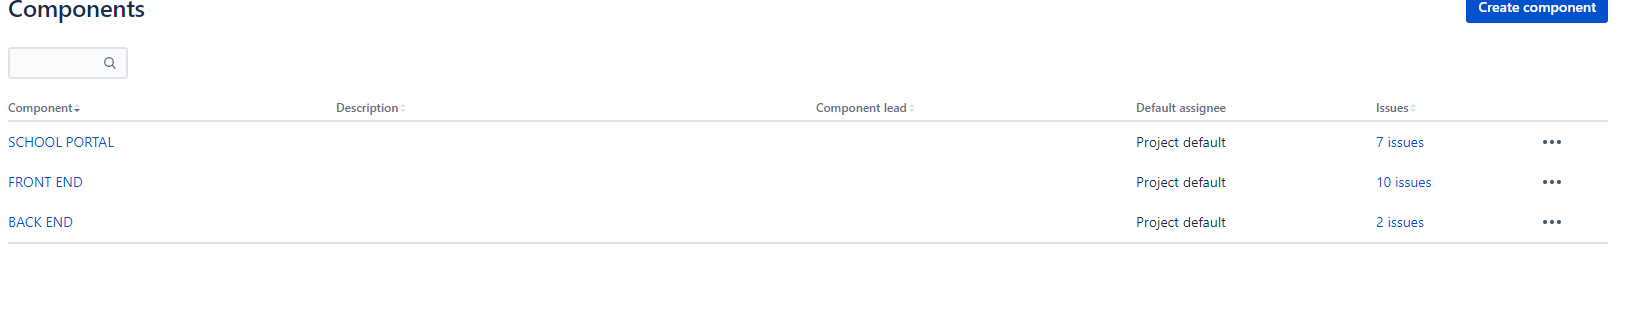 Components
Create component
Component Description Component lead Default assignee Issues
SCHOOL PORTAL Project default 7 issues
FRONT END Project default 10 issues
BACK END Project default 2 issues